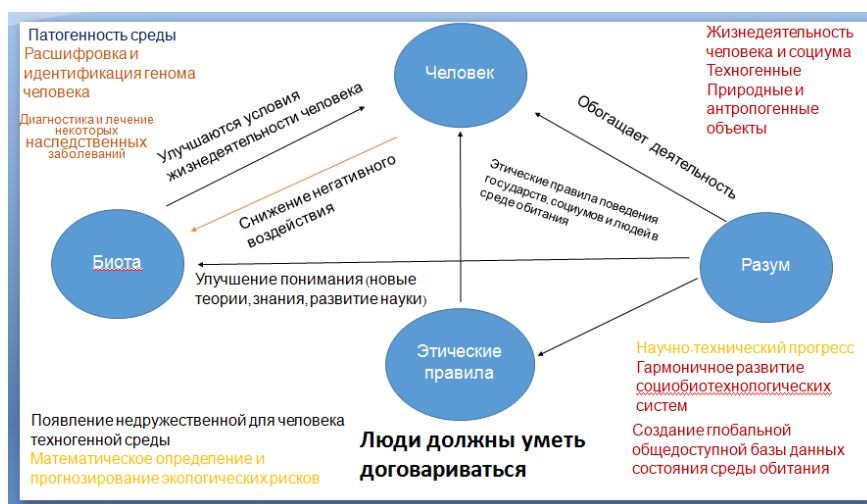 Патогенность среды
Расшифровка и
идентификация генома
человека
Диагностика и лечение
некоторых
наследственных
заболеваний
Человек
Жизнедеятельность
человека и социума
Техногенные
Природные и
антропогенные
объекты
Улучшаются условия
жизнедеятельности человека
Снижение негативного
воздействия
Этические правила поведения
государств, социумов и людей в
среде обитания
Обогащает деятельность
Биота
Разум
Улучшение понимания (новые
теории, знания, развитие науки)
Этические
правила
Научно-технический прогресс
Гармоничное развитие
социобиотехнологических
систем
Создание глобальной
общедоступной базы данных
состояния среды обитания
Появление недружественной для человека
техногенной среды
Математическое определение и
прогнозирование экологических рисков
Люди должны уметь
договариваться